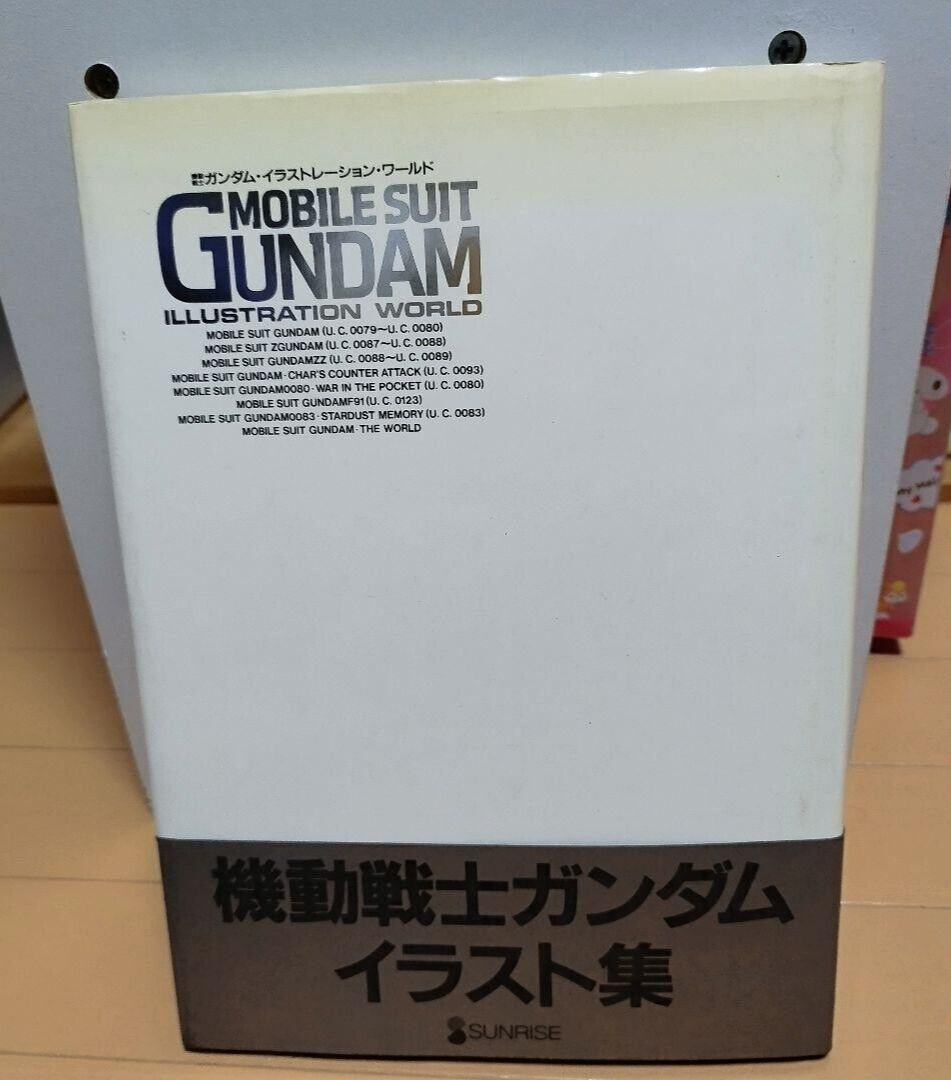 機動戦士ガンダム・イラストレーション・ワールド
MOBILE SUIT
GUNDAM
ILLUSTRATION WORLD
MOBILE SUIT GUNDAM (U.C.0079～U.C.0080)
MOBILE SUIT ZGUNDAM (U.C.0087～U.C.0088)
MOBILE SUIT GUNDAMZZ (U.C.0088～U.C.0089)
MOBILE SUIT GUNDAM・CHAR'S COUNTER ATTACK (U.C.0093)
MOBILE SUIT GUNDAM0080・WAR IN THE POCKET (U.C.0080)
MOBILE SUIT GUNDAMF91 (U.C.0123)
MOBILE SUIT GUNDAM0083・STARDUST MEMORY (U.C.0083)
MOBILE SUIT GUNDAM・THE WORLD
機動戦士ガンダム
イラスト集
SUNRISE